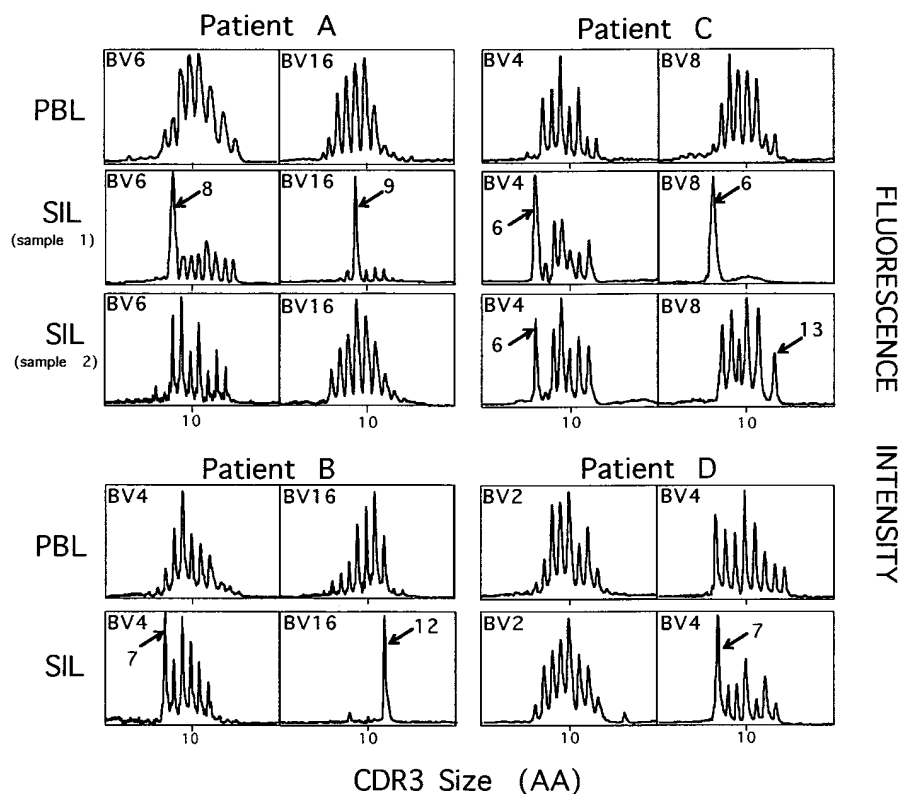 Patient A
Patient C
BV6
BV16
BV4
BV8
PBL
BV6
8
BV16
9
BV4
6
BV8
6
SIL
(sample 1)
BV6
BV16
BV4
6
BV8
13
SIL
(sample 2)
10
10
10
10
FLUORESCENCE INTENSITY
Patient B
Patient D
BV4
BV16
BV2
BV4
PBL
BV4
7
BV16
12
BV2
BV4
7
SIL
10
10
10
10
CDR3 Size (AA)